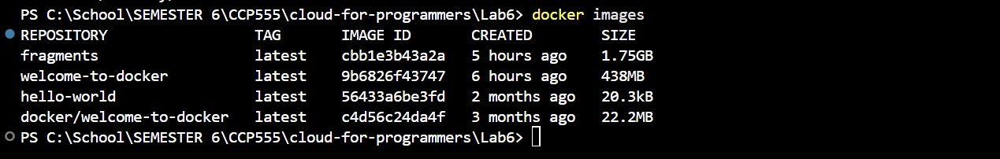 PS C:\School\SEMESTER 6\CCP555\cloud-for-programmers\Lab6> docker images
REPOSITORY TAG IMAGE ID CREATED SIZE
fragments latest cbb1e3b43a2a 5 hours ago 1.75GB
welcome-to-docker latest 9b6826f43747 6 hours ago 438MB
hello-world latest 56433a6be3fd 2 months ago 20.3kB
docker/welcome-to-docker latest c4d56c24da4f 3 months ago 22.2MB
PS C:\School\SEMESTER 6\CCP555\cloud-for-programmers\Lab6>